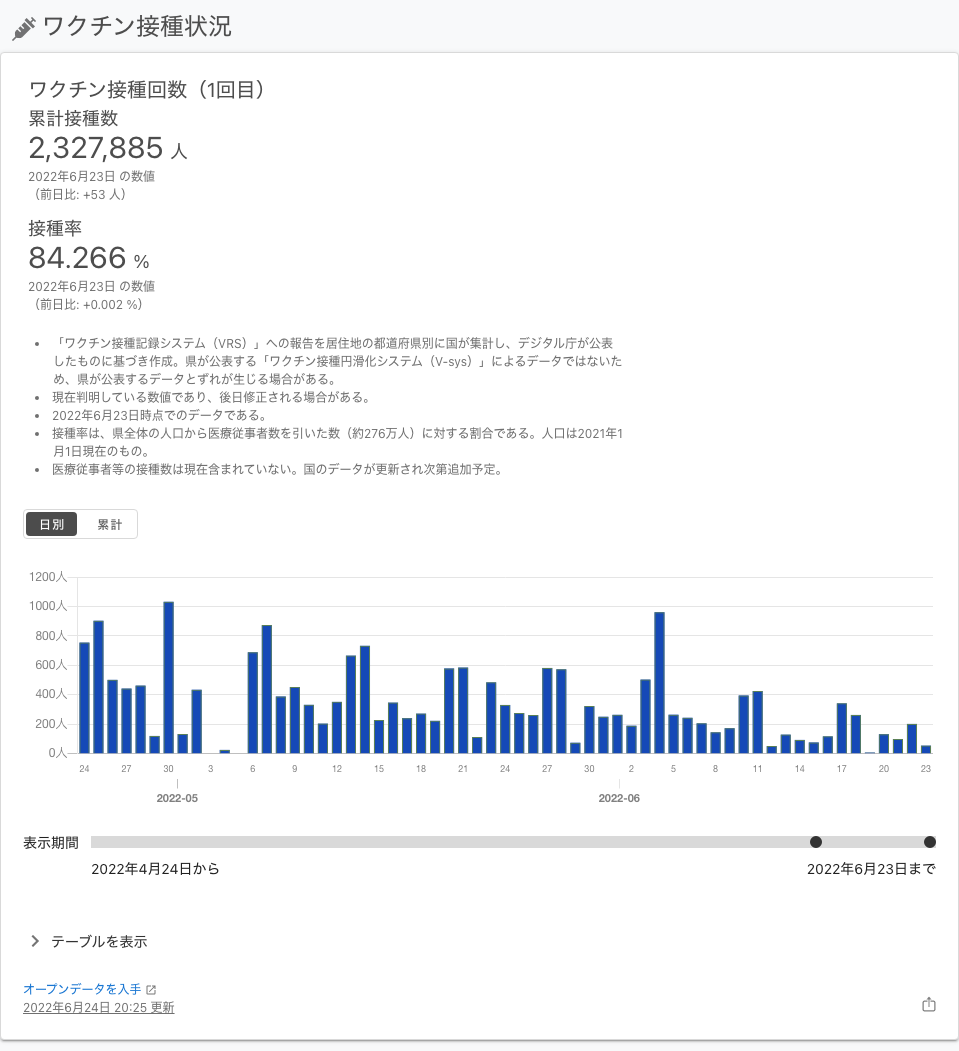 ワクチン接種状況
ワクチン接種回数（1回目）
累計接種数
2,327,885 人
2022年6月23日 の数値
（前日比: +53 人）
接種率
84.266 %
2022年6月23日 の数値
（前日比: +0.002 %）
• 「ワクチン接種記録システム（VRS）」への報告を居住地の都道府県別に国が集計し、デジタル庁が公表
したものに基づき作成。県が公表する「ワクチン接種円滑化システム（V-sys）」によるデータではないた
め、県が公表するデータとずれが生じる場合がある。
• 現在判明している数値であり、後日修正される場合がある。
• 2022年6月23日時点でのデータである。
• 接種率は、県全体の人口から医療従事者数を引いた数（約276万人）に対する割合である。人口は2021年1
月1日現在のもの。
• 医療従事者等の接種数は現在含まれていない。国のデータが更新され次第追加予定。
日別 累計
1200人
1000人
800人
600人
400人
200人
0人
24 27 30 3 6 9 12 15 18 21 24 27 30 2 5 8 11 14 17 20 23
2022-05 2022-06
表示期間
2022年4月24日から 2022年6月23日まで
テーブルを表示
オープンデータを入手
2022年6月24日 20:25 更新